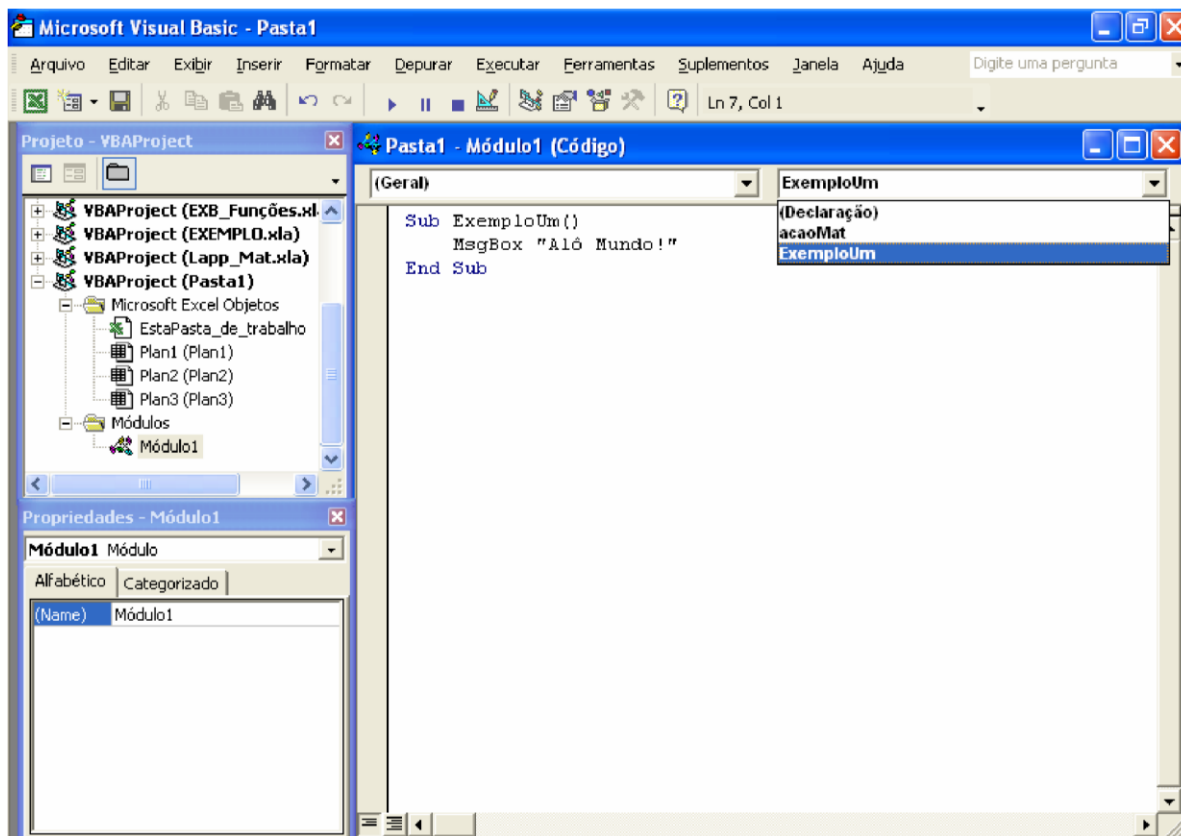 Microsoft Visual Basic - Pasta1
Arquivo Editar Exibir Inserir Formatar Depurar Executar Ferramentas Suplementos Janela Ajuda Digite uma pergunta
Ln 7, Col 1
Projeto - VBAProject
VBAProject (EXB_Funções.xl
VBAProject (EXEMPLO.xla)
VBAProject (Lapp_Mat.xla)
VBAProject (Pasta1)
Microsoft Excel Objetos
EstaPasta_de_trabalho
Plan1 (Plan1)
Plan2 (Plan2)
Plan3 (Plan3)
Módulos
Módulo1
Propriedades - Módulo1
Módulo1 Módulo
Alfabético Categorizado
(Name) Módulo1
Pasta1 - Módulo1 (Código)
(Geral) ExemploUm
(Declaração)
acaoMat
ExemploUm
Sub ExemploUm()
MsgBox "Alô Mundo!"
End Sub